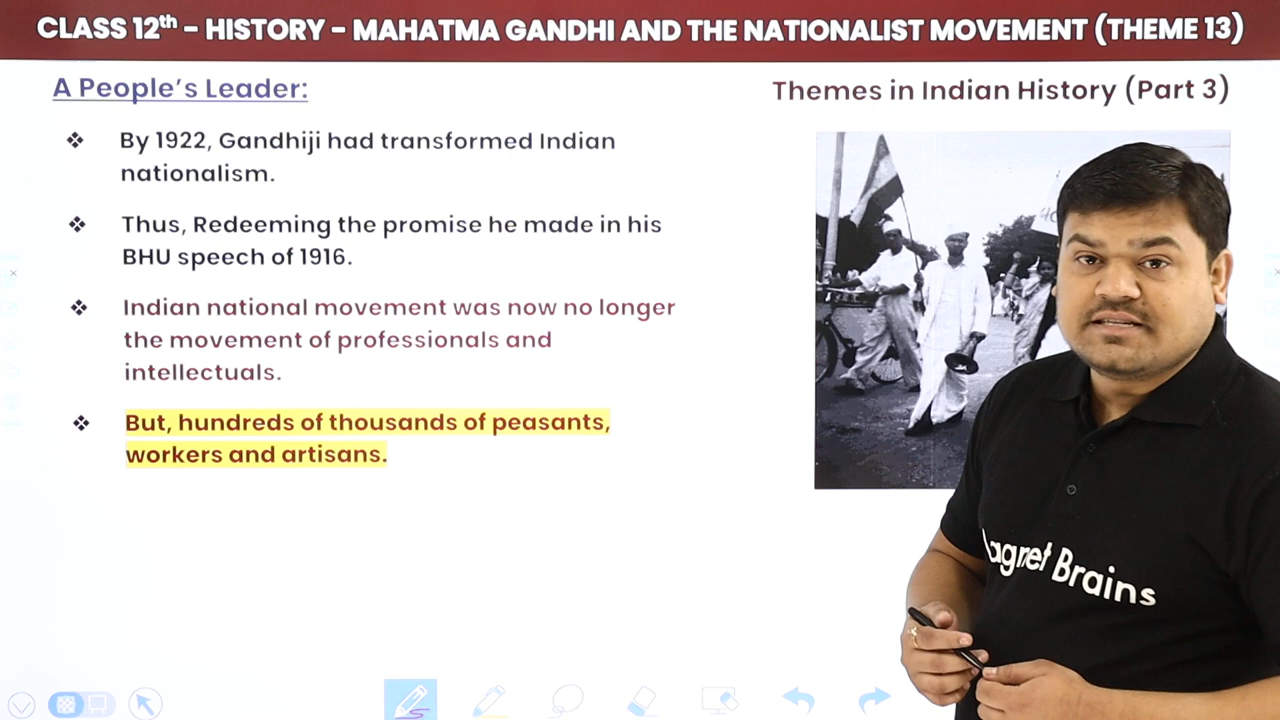 CLASS 12th – HISTORY – MAHATMA GANDHI AND THE NATIONALIST MOVEMENT (THEME 13)
A People's Leader:
Themes in Indian History (Part 3)
❖ By 1922, Gandhiji had transformed Indian
nationalism.
❖ Thus, Redeeming the promise he made in his
BHU speech of 1916.
❖ Indian national movement was now no longer
the movement of professionals and
intellectuals.
❖ But, hundreds of thousands of peasants,
workers and artisans.
agnet Brains